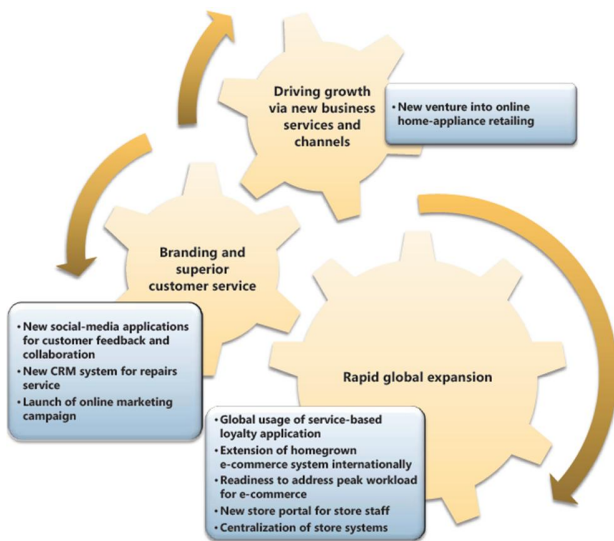 Driving growth
via new business
services and
channels
• New venture into online
home-appliance retailing
Branding and
superior
customer service
• New social-media applications
for customer feedback and
collaboration
• New CRM system for repairs
service
• Launch of online marketing
campaign
Rapid global expansion
• Global usage of service-based
loyalty application
• Extension of homegrown
e-commerce system internationally
• Readiness to address peak workload
for e-commerce
• New store portal for store staff
• Centralization of store systems